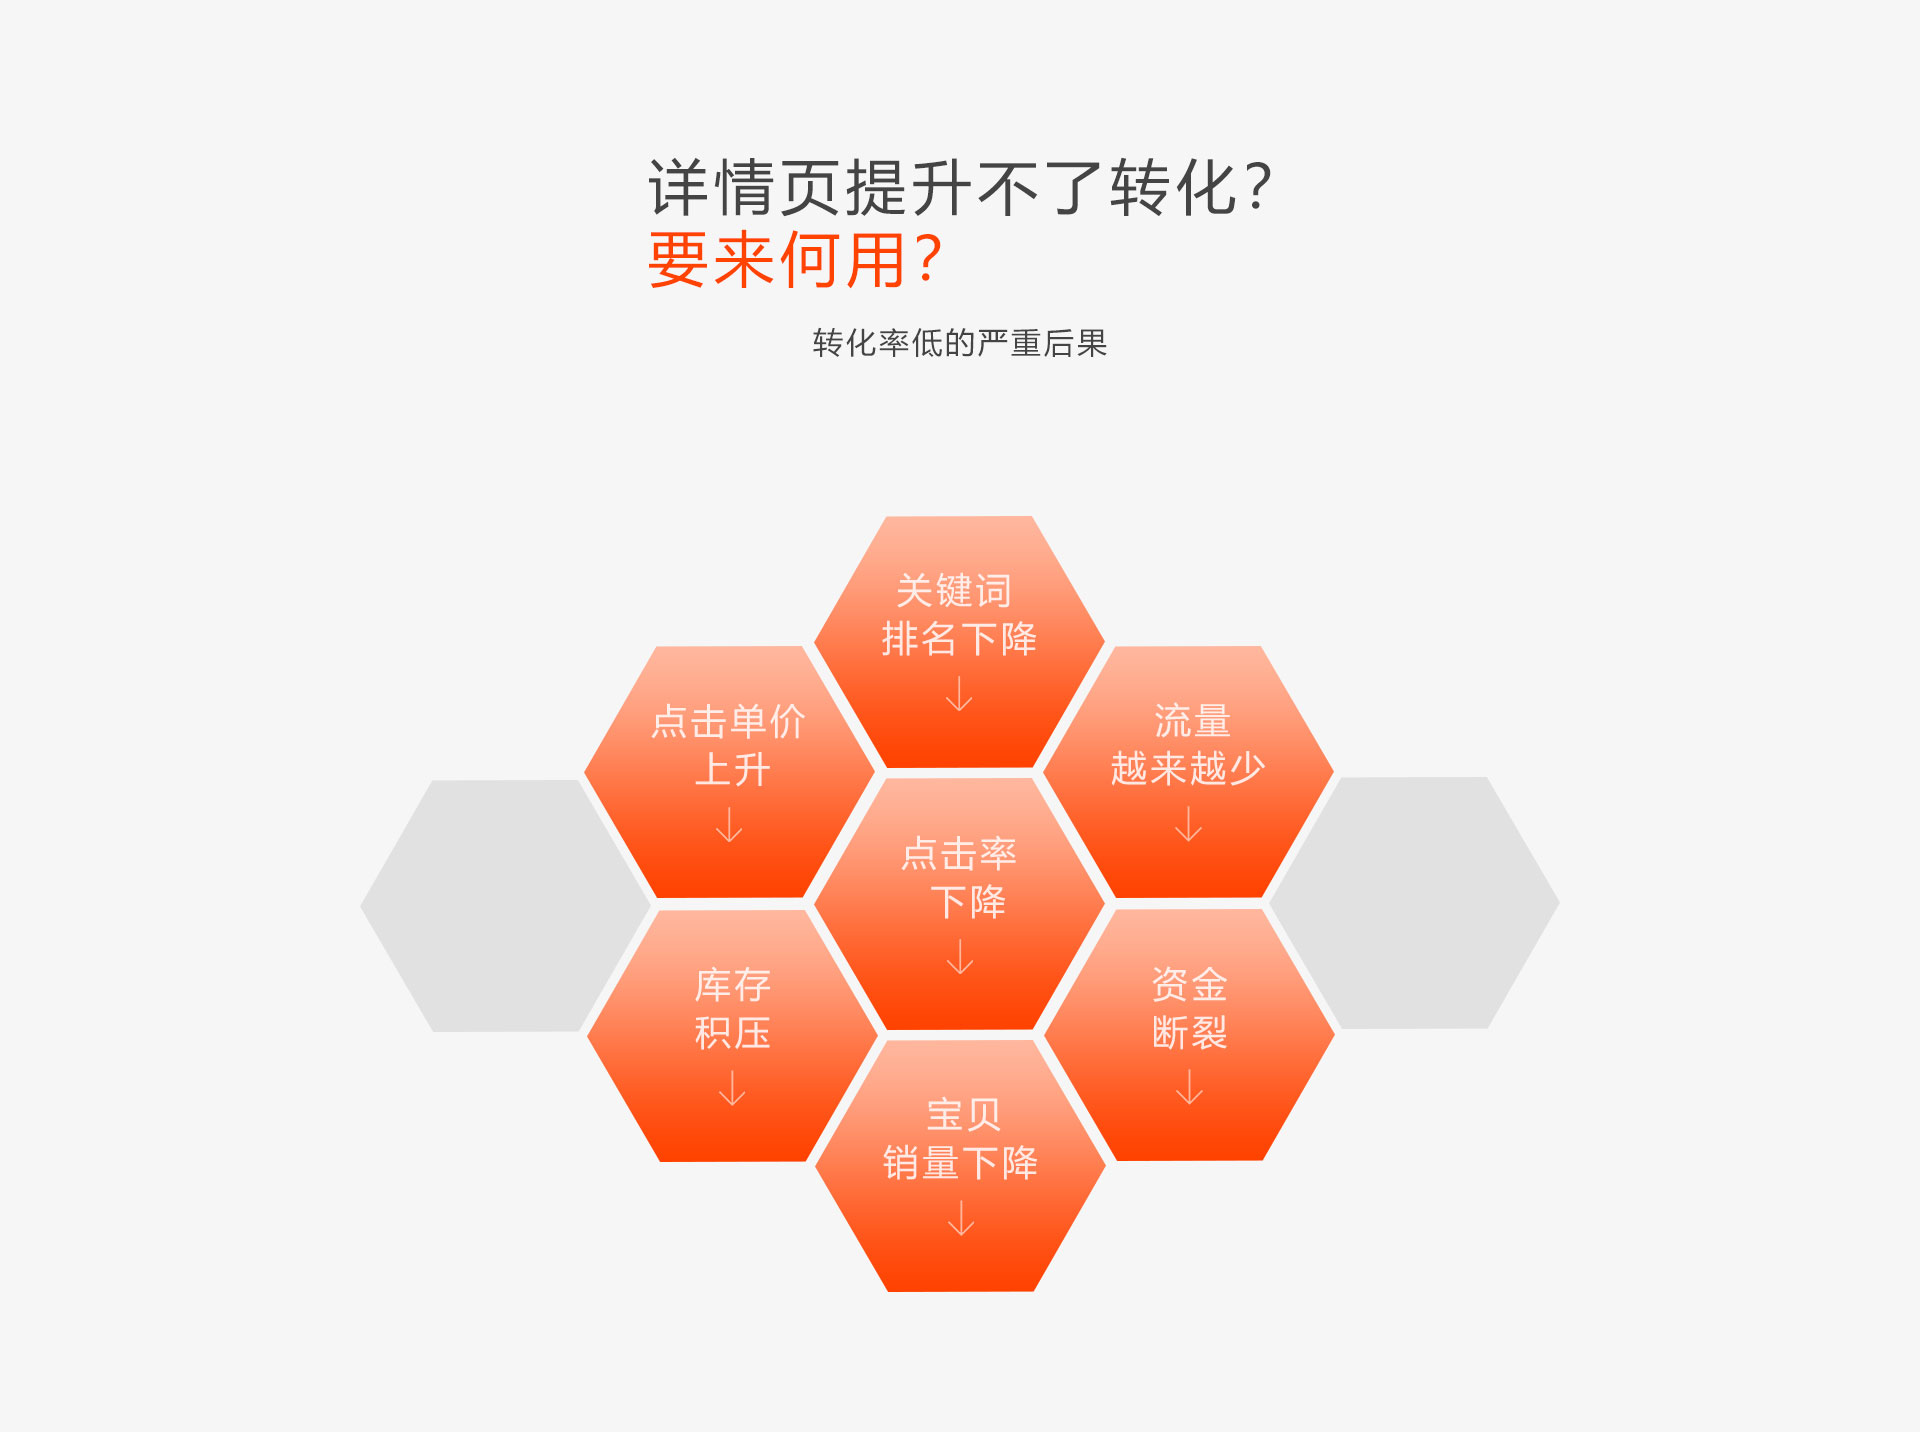 详情页提升不了转化？
要来何用？
转化率低的严重后果
关键词
排名下降
点击单价
上升
流量
越来越少
点击率
下降
库存
积压
资金
断裂
宝贝
销量下降